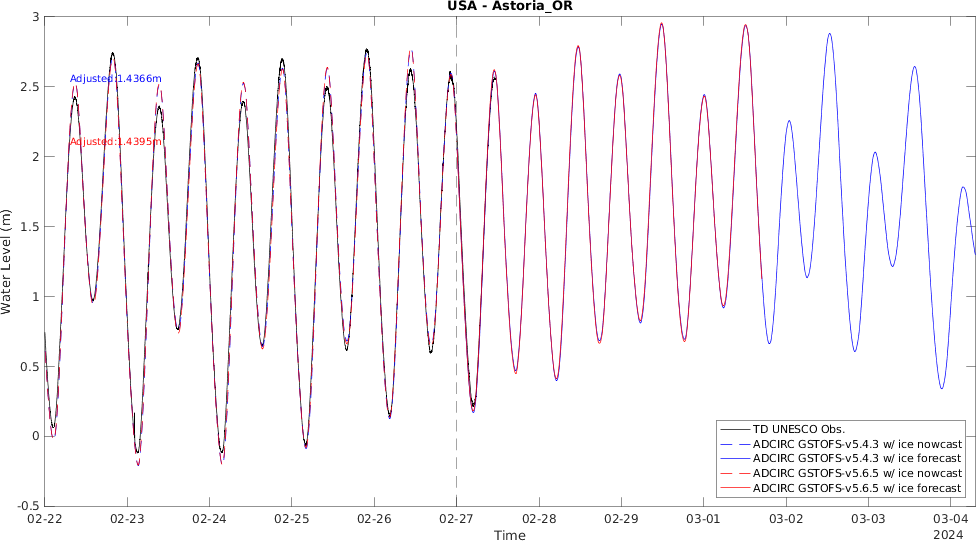 USA - Astoria_OR
3
2.5
2
1.5
1
0.5
0
-0.5
Water Level (m)
Adjusted:1.4366m
Adjusted:1.4395m
TD UNESCO Obs.
ADCIRC GSTOFS-v5.4.3 w/ ice nowcast
ADCIRC GSTOFS-v5.4.3 w/ ice forecast
ADCIRC GSTOFS-v5.6.5 w/ ice nowcast
ADCIRC GSTOFS-v5.6.5 w/ ice forecast
02-22 02-23 02-24 02-25 02-26 02-27 02-28 02-29 03-01 03-02 03-03 03-04
Time
2024